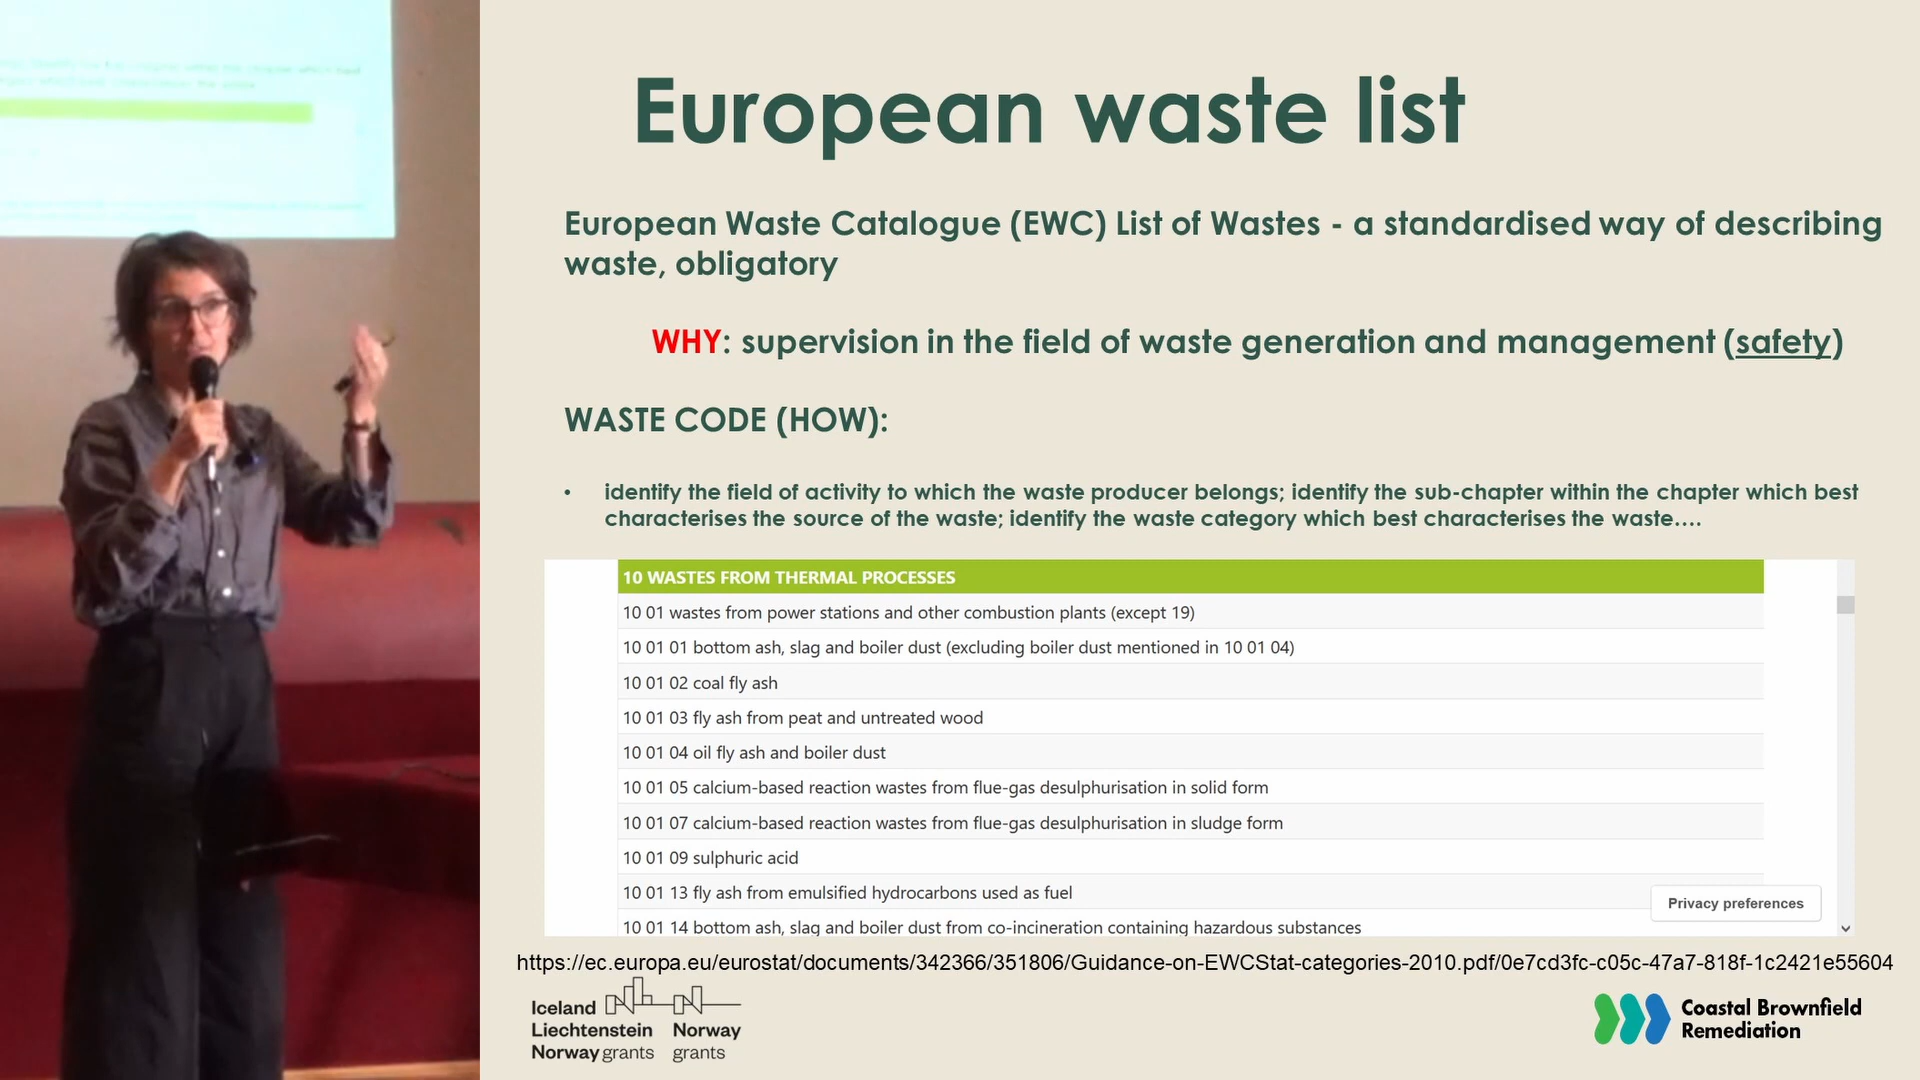 European waste list
European Waste Catalogue (EWC) List of Wastes - a standardised way of describing
waste, obligatory
WHY: supervision in the field of waste generation and management (safety)
WASTE CODE (HOW):
• identify the field of activity to which the waste producer belongs; identify the sub-chapter within the chapter which best
characterises the source of the waste; identify the waste category which best characterises the waste....
10 WASTES FROM THERMAL PROCESSES
10 01 wastes from power stations and other combustion plants (except 19)
10 01 01 bottom ash, slag and boiler dust (excluding boiler dust mentioned in 10 01 04)
10 01 02 coal fly ash
10 01 03 fly ash from peat and untreated wood
10 01 04 oil fly ash and boiler dust
10 01 05 calcium-based reaction wastes from flue-gas desulphurisation in solid form
10 01 07 calcium-based reaction wastes from flue-gas desulphurisation in sludge form
10 01 09 sulphuric acid
10 01 13 fly ash from emulsified hydrocarbons used as fuel
Privacy preferences
10 01 14 bottom ash, slag and boiler dust from co-incineration containing hazardous substances
https://ec.europa.eu/eurostat/documents/342366/351806/Guidance-on-EWCStat-categories-2010.pdf/0e7cd3fc-c05c-47a7-818f-1c2421e55604
Iceland
Liechtenstein
Norway grants
Norway
grants
Coastal Brownfield
Remediation